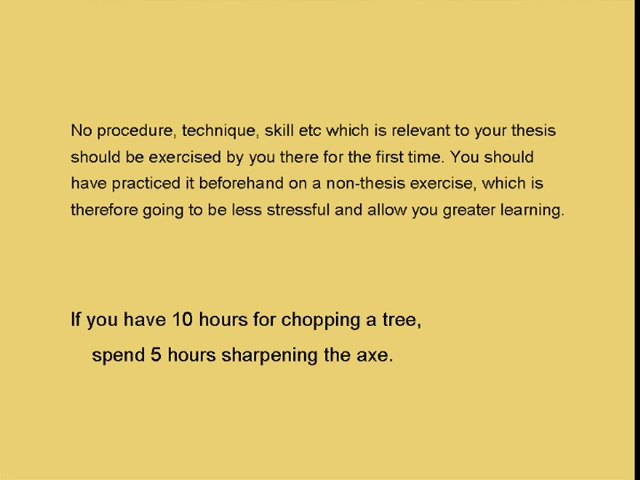 No procedure, technique, skill etc which is relevant to your thesis
should be exercised by you there for the first time. You should
have practiced it beforehand on a non-thesis exercise, which is
therefore going to be less stressful and allow you greater learning.
If you have 10 hours for chopping a tree,
spend 5 hours sharpening the axe.